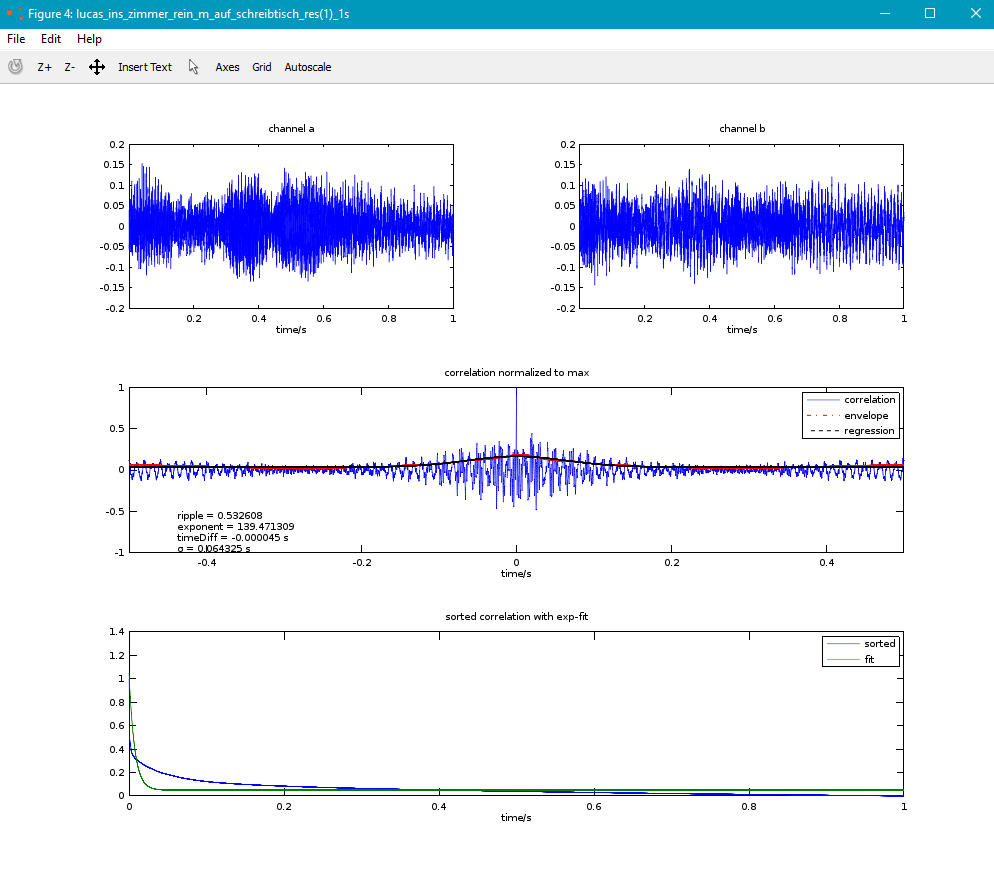 Figure 4: lucas_ins_zimmer_rein_m_auf_schreibtisch_res(1)_1s
File Edit Help
Z+ Z- Insert Text Axes Grid Autoscale
channel a
0.2
0.15
0.1
0.05
0
-0.05
-0.1
-0.15
-0.2
0.2 0.4 0.6 0.8 1
time/s
channel b
0.2
0.15
0.1
0.05
0
-0.05
-0.1
-0.15
-0.2
0.2 0.4 0.6 0.8 1
time/s
correlation normalized to max
1
0.5
0
-0.5
-1
correlation
envelope
regression
ripple = 0.532608
exponent = 139.471309
timeDiff = -0.000045 s
σ = 0.064325 s
-0.4 -0.2 0 0.2 0.4
time/s
sorted correlation with exp-fit
1.4
1.2
1
0.8
0.6
0.4
0.2
0
sorted
fit
0 0.2 0.4 0.6 0.8 1
time/s